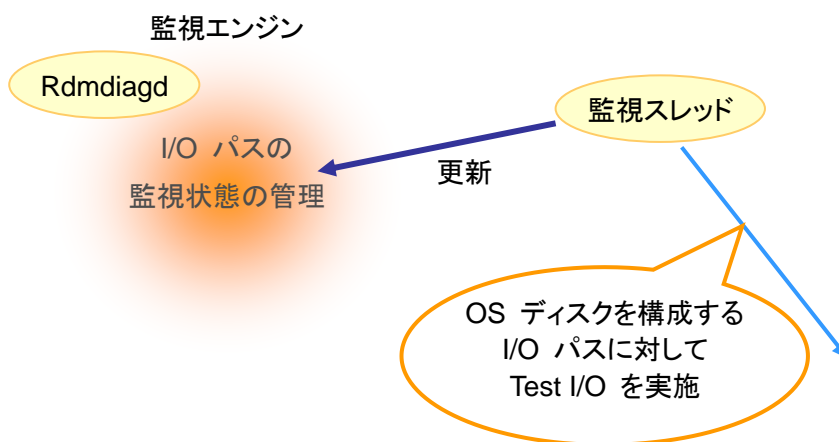 監視エンジン
Rdmdiagd
監視スレッド
I/O パスの
監視状態の管理
更新
OS ディスクを構成する
I/O パスに対して
Test I/O を実施